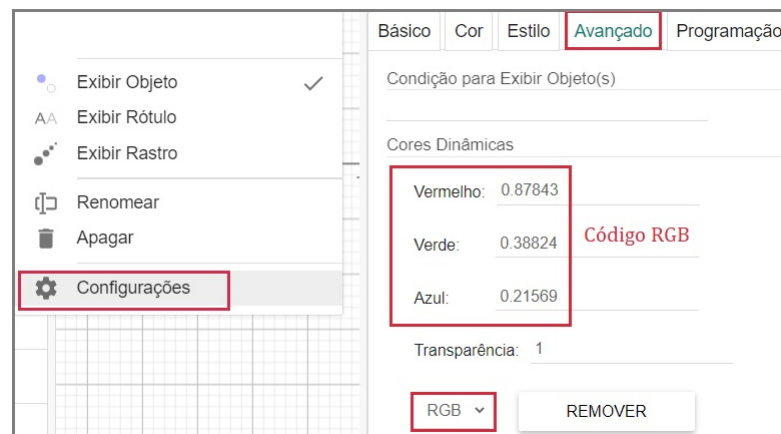 Exibir Objeto
AA Exibir Rótulo
Exibir Rastro
Renomear
Apagar
Configurações
Básico Cor Estilo Avançado Programação
Condição para Exibir Objeto(s)
Cores Dinâmicas
Vermelho: 0.87843
Verde: 0.38824
Código RGB
Azul: 0.21569
Transparência: 1
RGB
REMOVER